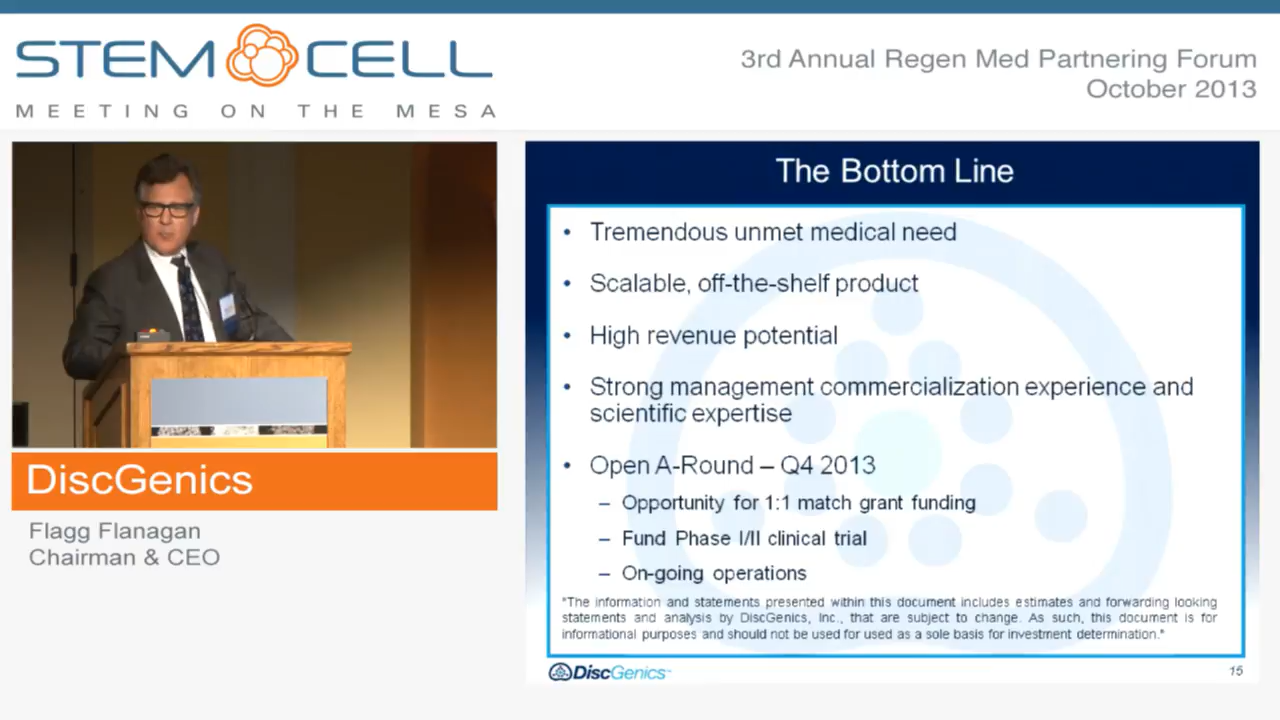 STEM CELL
MEETING ON THE MESA
3rd Annual Regen Med Partnering Forum
October 2013
The Bottom Line
• Tremendous unmet medical need
• Scalable, off-the-shelf product
• High revenue potential
• Strong management commercialization experience and
scientific expertise
• Open A-Round – Q4 2013
– Opportunity for 1:1 match grant funding
– Fund Phase I/II clinical trial
– On-going operations
"The information and statements presented within this document includes estimates and forwarding looking
statements and analysis by DiscGenics, Inc., that are subject to change. As such, this document is for
informational purposes and should not be used for used as a sole basis for investment determination."
DiscGenics™
15
DiscGenics
Flagg Flanagan
Chairman & CEO